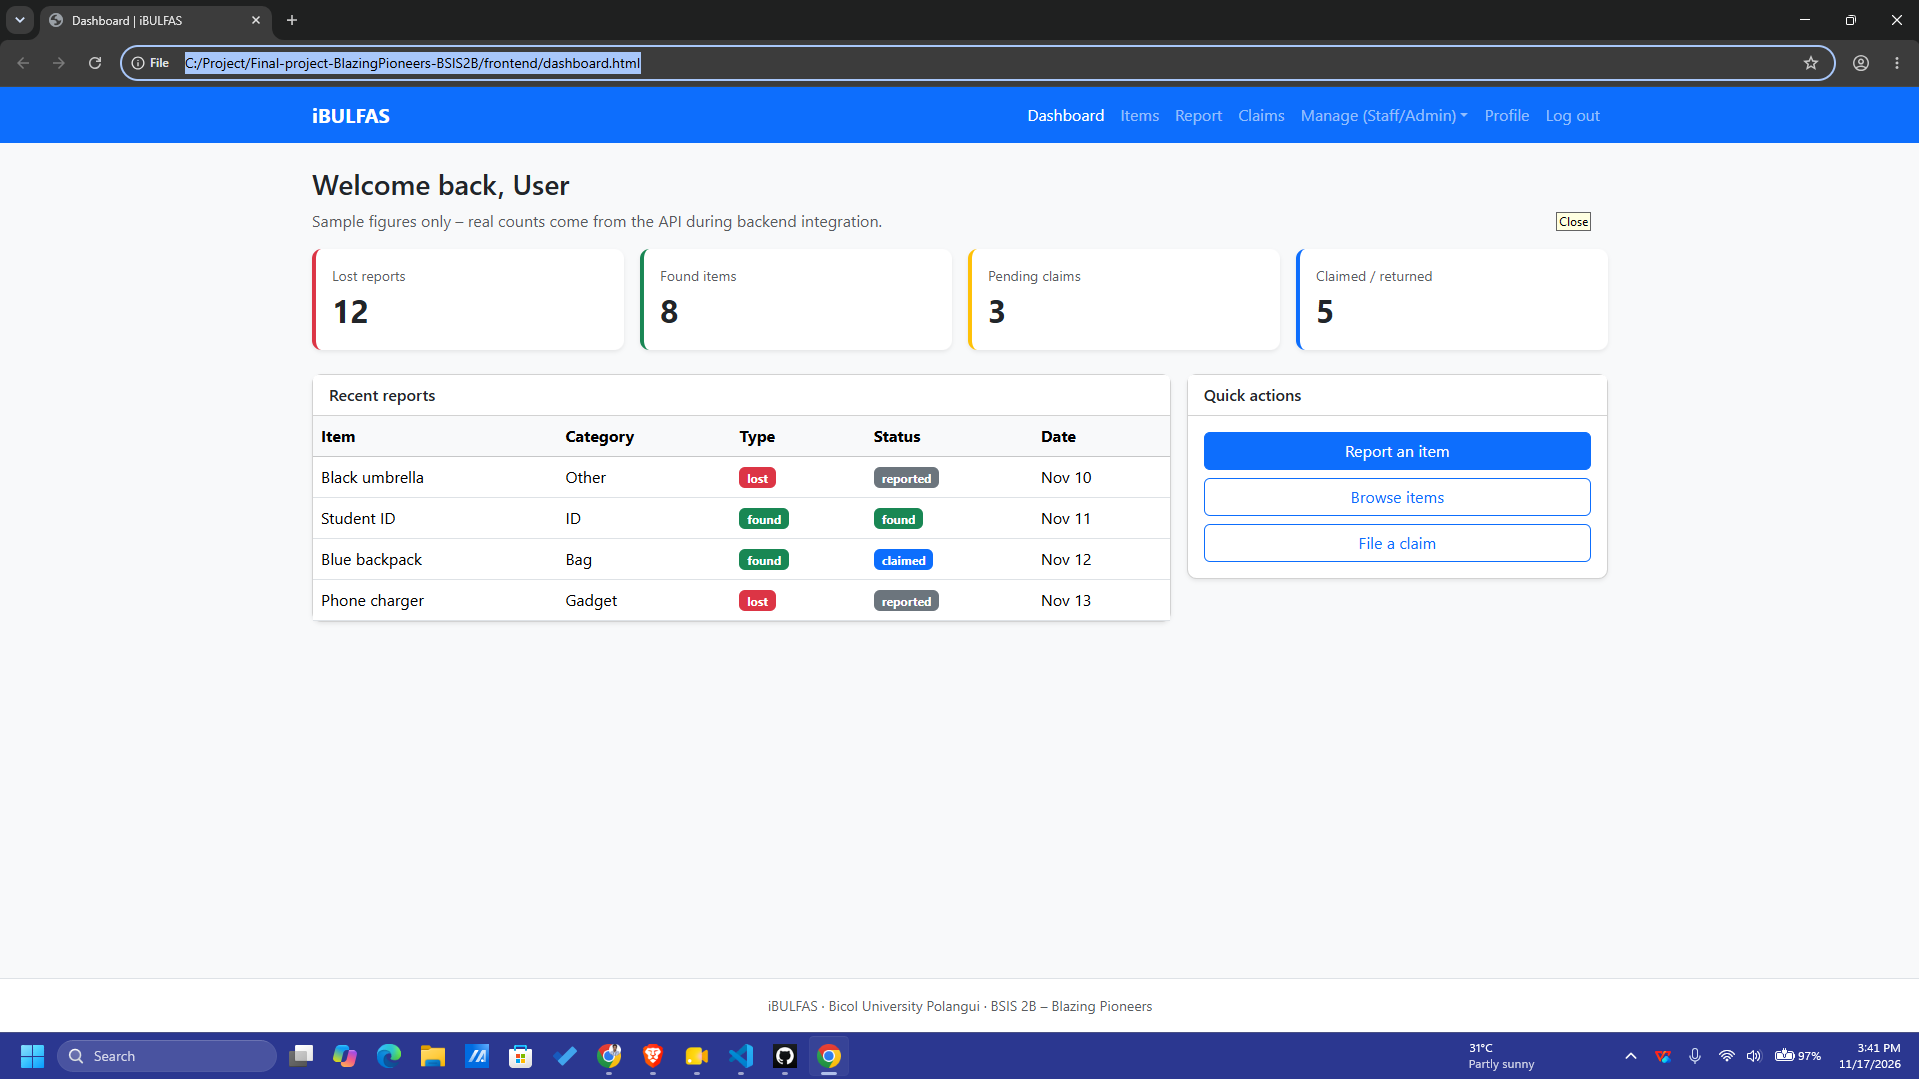 Dashboard | iBULFAS
File C:/Project/Final-project-BlazingPioneers-BSIS2B/frontend/dashboard.html
iBULFAS
Dashboard Items Report Claims Manage (Staff/Admin) Profile Log out
Welcome back, User
Sample figures only – real counts come from the API during backend integration.
Close
Lost reports
12
Found items
8
Pending claims
3
Claimed / returned
5
Recent reports
Item Category Type Status Date
Black umbrella Other lost reported Nov 10
Student ID ID found found Nov 11
Blue backpack Bag found claimed Nov 12
Phone charger Gadget lost reported Nov 13
Quick actions
Report an item
Browse items
File a claim
iBULFAS · Bicol University Polangui · BSIS 2B – Blazing Pioneers
Search
31°C
Partly sunny
97%
3:41 PM
11/17/2026